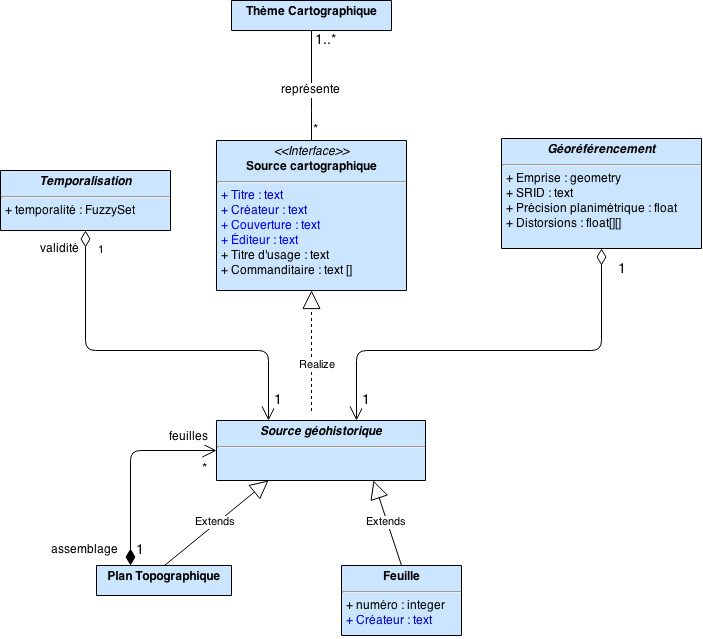 Thème Cartographique
1..*
représente
*
<<Interface>>
Source cartographique
+ Titre : text
+ Créateur : text
+ Couverture : text
+ Éditeur : text
+ Titre d'usage : text
+ Commanditaire : text []
Temporalisation
+ temporalité : FuzzySet
validité
1
Géoréférencement
+ Emprise : geometry
+ SRID : text
+ Précision planimétrique : float
+ Distorsions : float[][]
1
Realize
1
1
Source géohistorique
feuilles
*
Extends
Extends
assemblage
1
Plan Topographique
Feuille
+ numéro : integer
+ Créateur : text